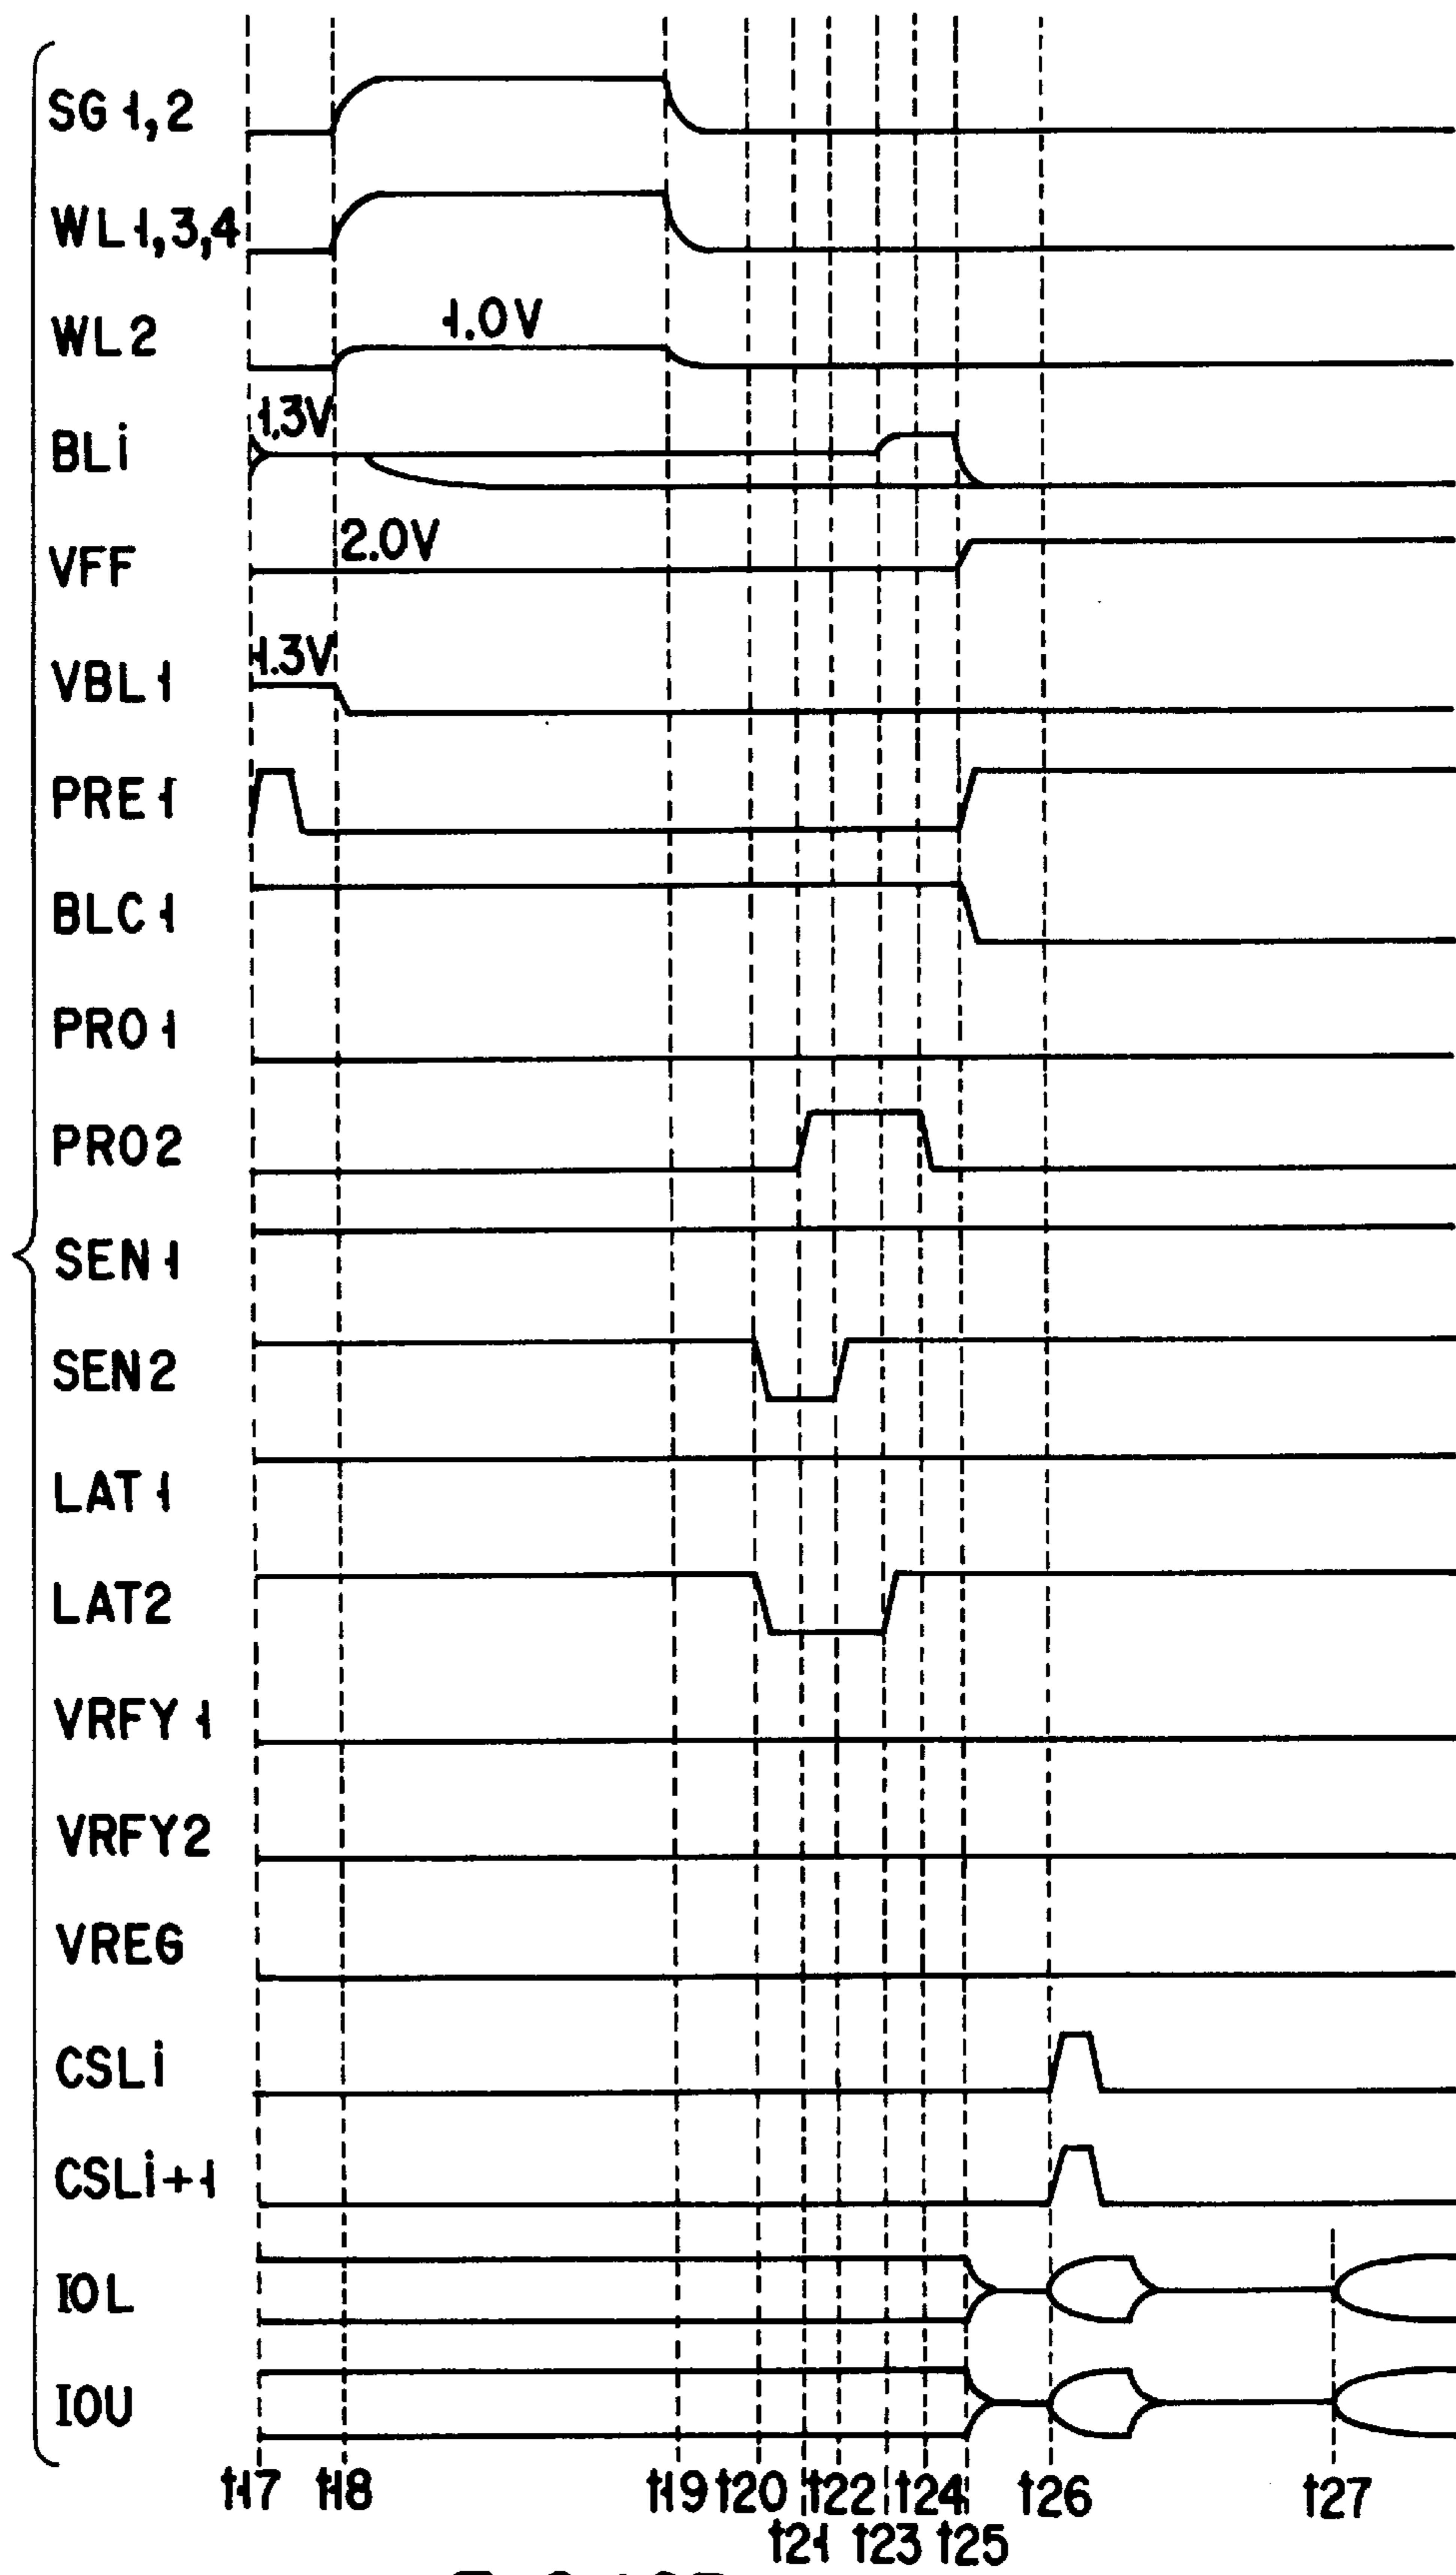 SG 1,2
WL1,3,4
WL2
1.0V
BLi
1.3V
VFF
2.0V
VBL1
1.3V
PRE1
BLC1
PRO1
PRO2
SEN1
SEN2
LAT1
LAT2
VRFY1
VRFY2
VREG
CSLi
CSLi+1
IOL
IOU
t17 t18 t19 t20 t22 t24 t26 t27
t21 t23 t25